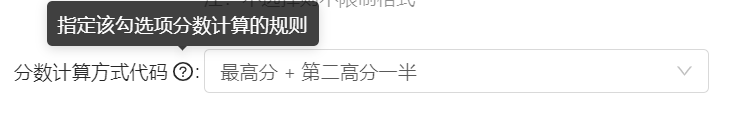 指定该勾选项分数计算的规则
分数计算方式代码 ? :
最高分 + 第二高分一半